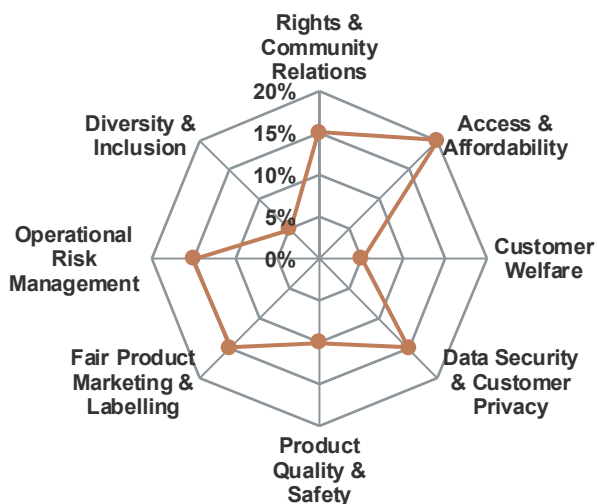 Rights &
Community
Relations
20%
15%
10%
5%
0%
Access &
Affordability
Customer
Welfare
Data Security
& Customer
Privacy
Product
Quality &
Safety
Fair Product
Marketing &
Labelling
Operational
Risk
Management
Diversity &
Inclusion